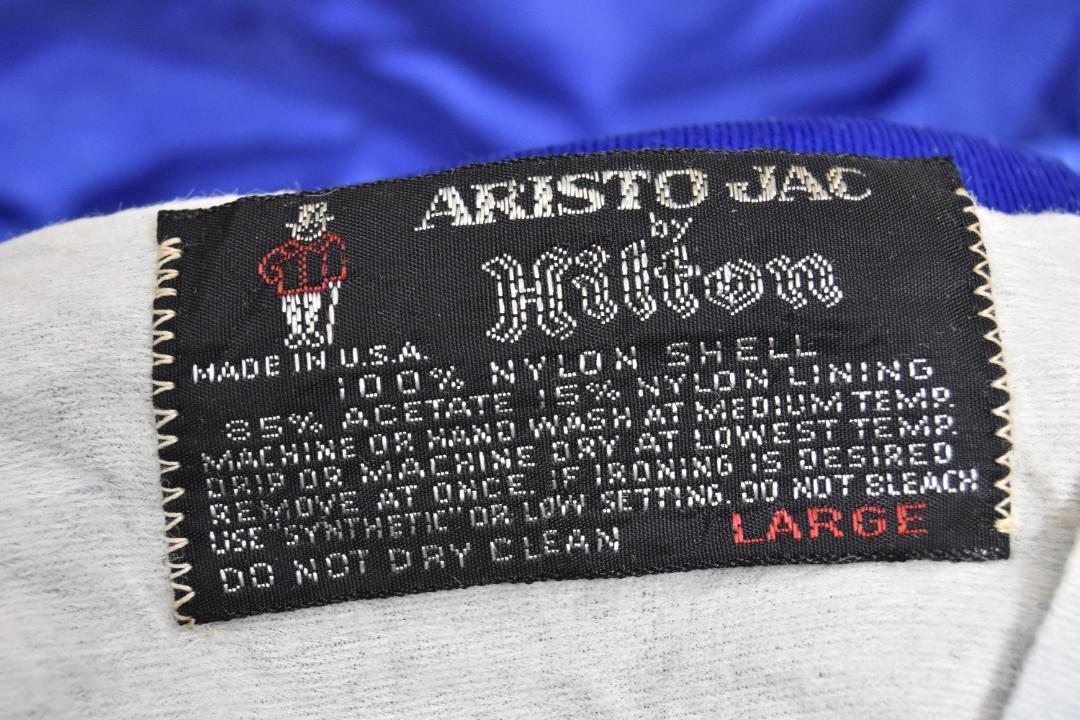 ARISTO JAC
by
Hilton
MADE IN U.S.A.
100% NYLON SHELL
85% ACETATE 15% NYLON LINING
MACHINE OR HAND WASH AT MEDIUM TEMP
DRIP OR MACHINE DRY AT LOWEST TEMP
REMOVE AT ONCE IF IRONING IS DESIRED
USE SYNTHETIC OR LOW SETTING. DO NOT BLEACH
DO NOT DRY CLEAN
LARGE